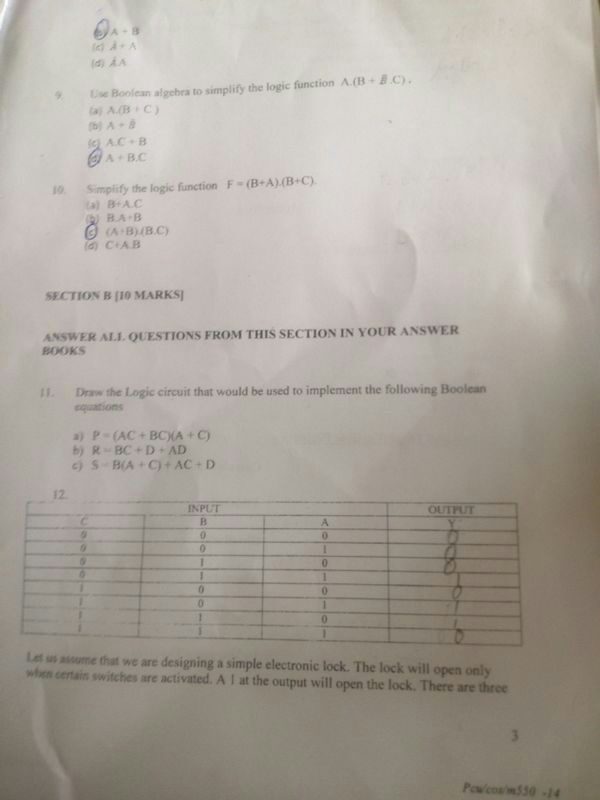 (b) A + B
(c) Ā + A
(d) Ā.A
9. Use Boolean algebra to simplify the logic function A.(B + B̄.C).
(a) A.(B + C)
(b) A + B̄
(c) A.C + B
(d) A + B.C
10. Simplify the logic function F = (B+A).(B+C).
(a) B+A.C
(b) B.A+B
(c) (A+B).(B.C)
(d) C+A.B
SECTION B [10 MARKS]
ANSWER ALL QUESTIONS FROM THIS SECTION IN YOUR ANSWER
BOOKS
11. Draw the Logic circuit that would be used to implement the following Boolean
equations
a) P = (AC + BC)(A + C)
b) R = BC + D + AD
c) S = B(A + C) + AC + D
12.
INPUT OUTPUT
C B A Y
0 0 0 0
0 0 1 0
0 1 0 0
0 1 1 1
1 0 0 0
1 0 1 1
1 1 0 1
1 1 1 0
Let us assume that we are designing a simple electronic lock. The lock will open only
when certain switches are activated. A 1 at the output will open the lock. There are three
3
Pcu/cos/m550 -14